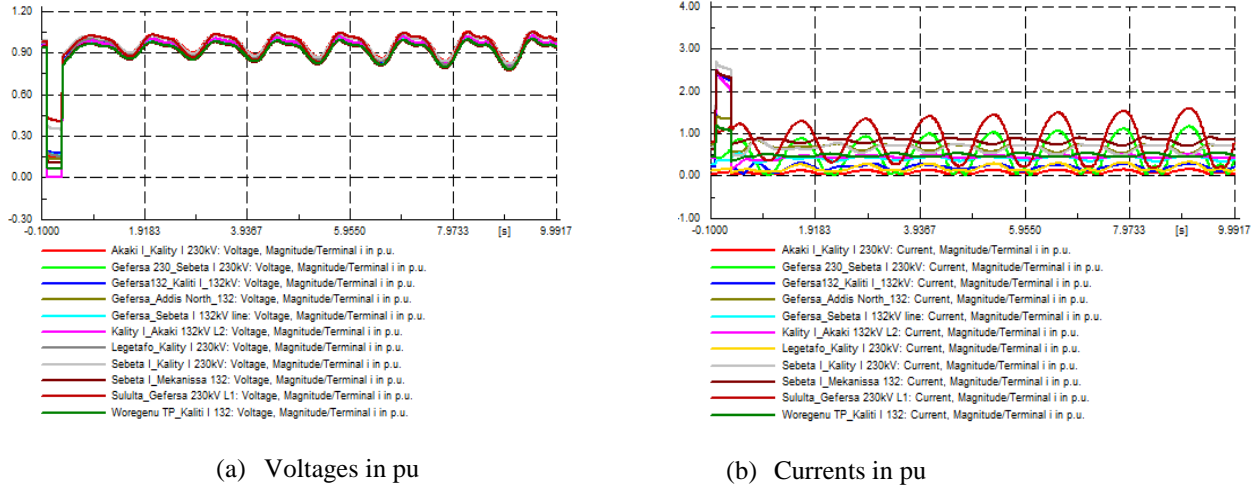 1.20
0.90
0.60
0.30
0.00
-0.30
-0.1000
1.9183
3.9367
5.9550
7.9733
[s]
9.9917
Akaki I_Kality I 230kV: Voltage, Magnitude/Terminal i in p.u.
Gefersa 230_Sebeta I 230kV: Voltage, Magnitude/Terminal i in p.u.
Gefersa132_Kaliti I_132kV: Voltage, Magnitude/Terminal i in p.u.
Gefersa_Addis North_132: Voltage, Magnitude/Terminal i in p.u.
Gefersa_Sebeta I 132kV line: Voltage, Magnitude/Terminal i in p.u.
Kality I_Akaki 132kV L2: Voltage, Magnitude/Terminal i in p.u.
Legetafo_Kality I 230kV: Voltage, Magnitude/Terminal i in p.u.
Sebeta I_Kality I 230kV: Voltage, Magnitude/Terminal i in p.u.
Sebeta I_Mekanissa 132: Voltage, Magnitude/Terminal i in p.u.
Sululta_Gefersa 230kV L1: Voltage, Magnitude/Terminal i in p.u.
Woregenu TP_Kaliti I 132: Voltage, Magnitude/Terminal i in p.u.
(a) Voltages in pu
4.00
3.00
2.00
1.00
0.00
-1.00
-0.1000
1.9183
3.9367
5.9550
7.9733
[s]
9.9917
Akaki I_Kality I 230kV: Current, Magnitude/Terminal i in p.u.
Gefersa 230_Sebeta I 230kV: Current, Magnitude/Terminal i in p.u.
Gefersa132_Kaliti I_132kV: Current, Magnitude/Terminal i in p.u.
Gefersa_Addis North_132: Current, Magnitude/Terminal i in p.u.
Gefersa_Sebeta I 132kV line: Current, Magnitude/Terminal i in p.u.
Kality I_Akaki 132kV L2: Current, Magnitude/Terminal i in p.u.
Legetafo_Kality I 230kV: Current, Magnitude/Terminal i in p.u.
Sebeta I_Kality I 230kV: Current, Magnitude/Terminal i in p.u.
Sebeta I_Mekanissa 132: Current, Magnitude/Terminal i in p.u.
Sululta_Gefersa 230kV L1: Current, Magnitude/Terminal i in p.u.
Woregenu TP_Kaliti I 132: Current, Magnitude/Terminal i in p.u.
(b) Currents in pu